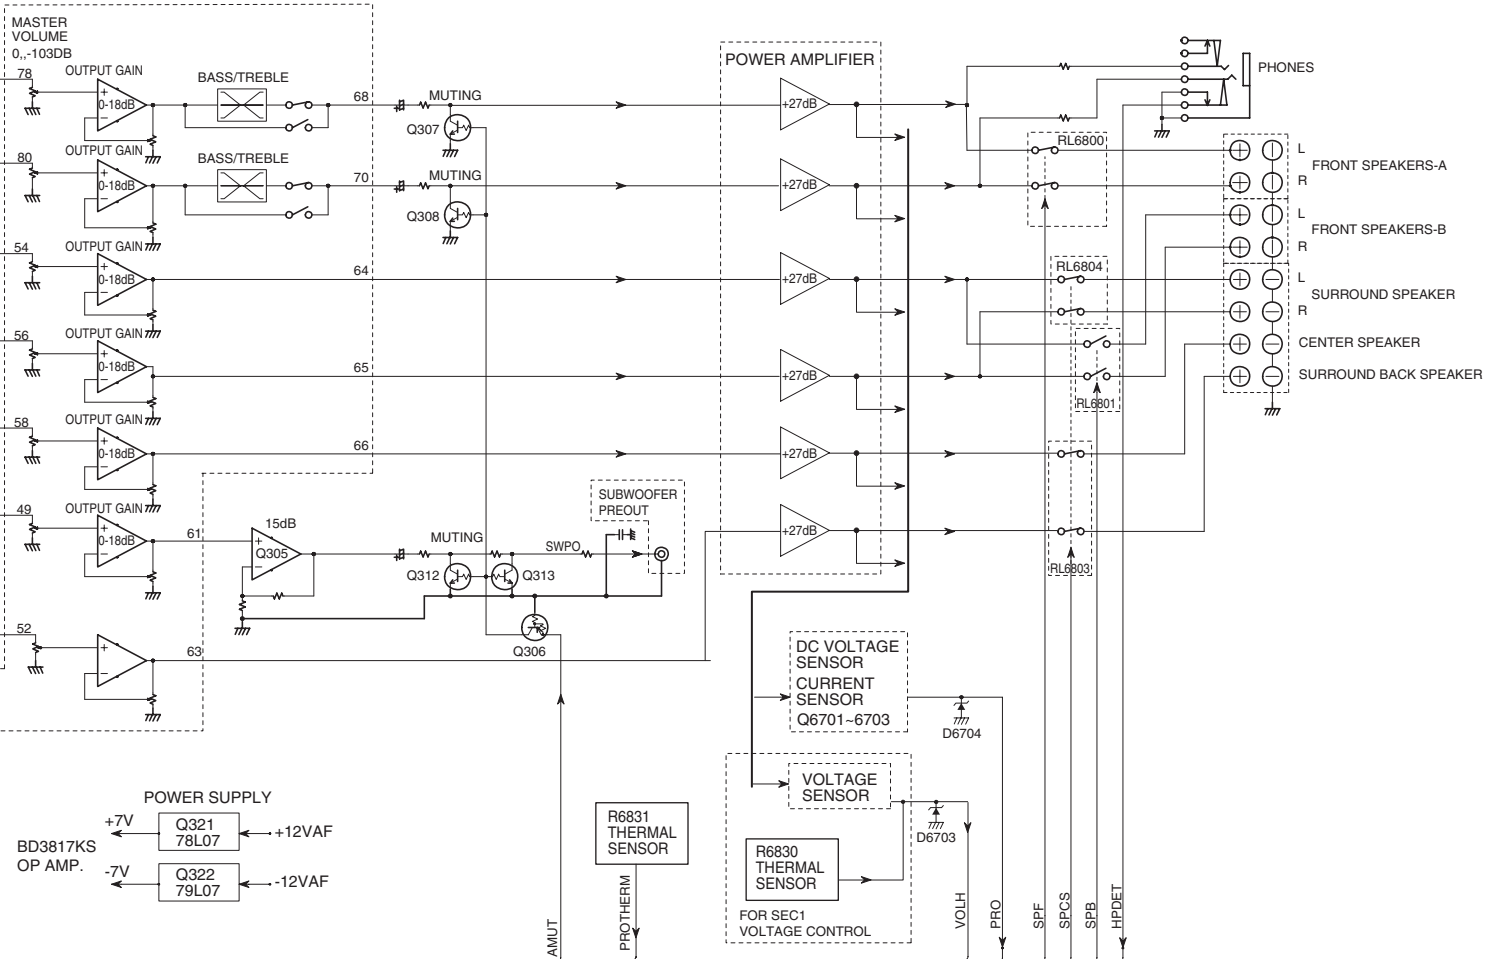 MASTER
VOLUME
0,,-103DB
78
OUTPUT GAIN
+
0-18dB
−
BASS/TREBLE
68
MUTING
Q307
80
OUTPUT GAIN
+
0-18dB
−
BASS/TREBLE
70
MUTING
Q308
54
OUTPUT GAIN
+
0-18dB
−
64
56
OUTPUT GAIN
+
0-18dB
−
65
58
OUTPUT GAIN
+
0-18dB
−
66
49
OUTPUT GAIN
+
0-18dB
−
61
15dB
+
Q305
−
MUTING
Q312
Q313
SWPO
SUBWOOFER
PREOUT
Q306
52
+
−
63
POWER AMPLIFIER
+27dB
+27dB
+27dB
+27dB
+27dB
+27dB
PHONES
RL6800
RL6804
RL6801
RL6803
L
FRONT SPEAKERS-A
R
L
FRONT SPEAKERS-B
R
L
SURROUND SPEAKER
R
CENTER SPEAKER
SURROUND BACK SPEAKER
DC VOLTAGE
SENSOR
CURRENT
SENSOR
Q6701~6703
D6704
VOLTAGE
SENSOR
D6703
R6830
THERMAL
SENSOR
FOR SEC1
VOLTAGE CONTROL
R6831
THERMAL
SENSOR
POWER SUPPLY
+7V
Q321
78L07
+12VAF
BD3817KS
OP AMP.
-7V
Q322
79L07
-12VAF
AMUT
PROTHERM
VOLH
PRO
SPF
SPCS
SPB
HPDET